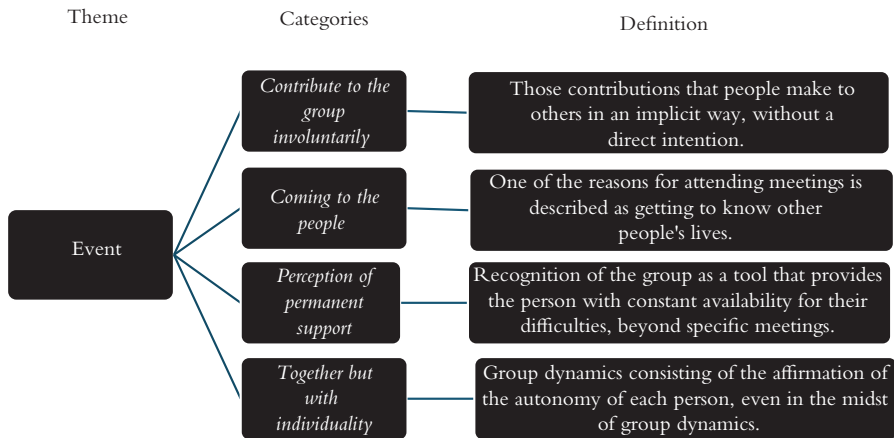 Theme
Categories
Definition
Event
Contribute to the
group
involuntarily
Those contributions that people make to
others in an implicit way, without a
direct intention.
Coming to the
people
One of the reasons for attending meetings is
described as getting to know other
people's lives.
Perception of
permanent
support
Recognition of the group as a tool that provides
the person with constant availability for their
difficulties, beyond specific meetings.
Together but
with
individuality
Group dynamics consisting of the affirmation of
the autonomy of each person, even in the midst
of group dynamics.